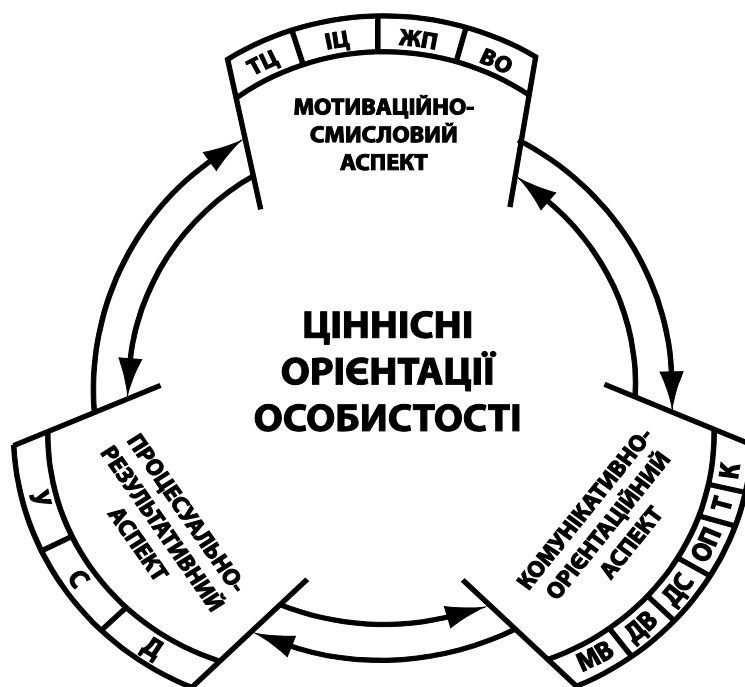 ТЦ ІЦ ЖП ВО
МОТИВАЦІЙНО-
СМИСЛОВИЙ
АСПЕКТ
ЦІННІСНІ
ОРІЄНТАЦІЇ
ОСОБИСТОСТІ
ПРОЦЕСУАЛЬНО-
РЕЗУЛЬТАТИВНИЙ
АСПЕКТ
У
С
Д
КОМУНІКАТИВНО-
ОРІЄНТАЦІЙНИЙ
АСПЕКТ
МВ ДВ ДС ОП Т К